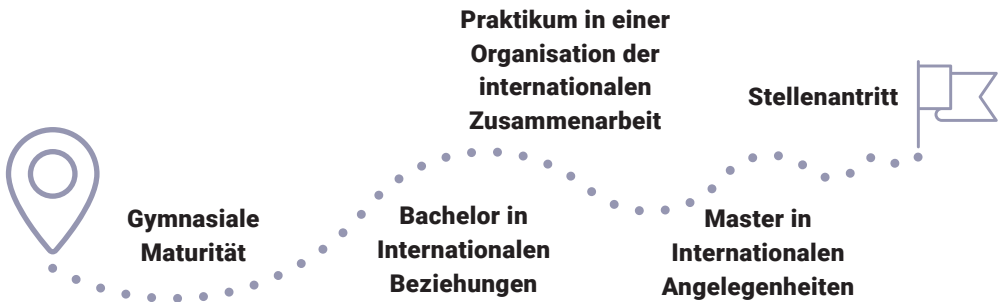 Gymnasiale
Maturität
Bachelor in
Internationalen
Beziehungen
Praktikum in einer
Organisation der
internationalen
Zusammenarbeit
Master in
Internationalen
Angelegenheiten
Stellenantritt